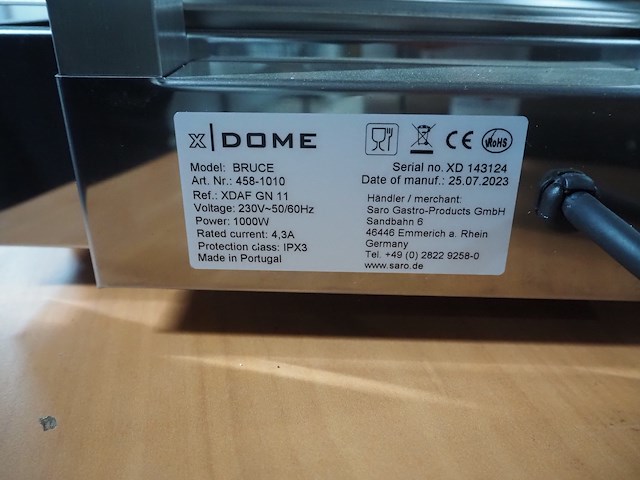 x|DOME
Model: BRUCE
Art. Nr.: 458-1010
Ref.: XDAF GN 11
Voltage: 230V~50/60Hz
Power: 1000W
Rated current: 4,3A
Protection class: IPX3
Made in Portugal
CE
RoHS
Serial no. XD 143124
Date of manuf.: 25.07.2023
Händler / merchant:
Saro Gastro-Products GmbH
Sandbahn 6
46446 Emmerich a. Rhein
Germany
Tel. +49 (0) 2822 9258-0
www.saro.de